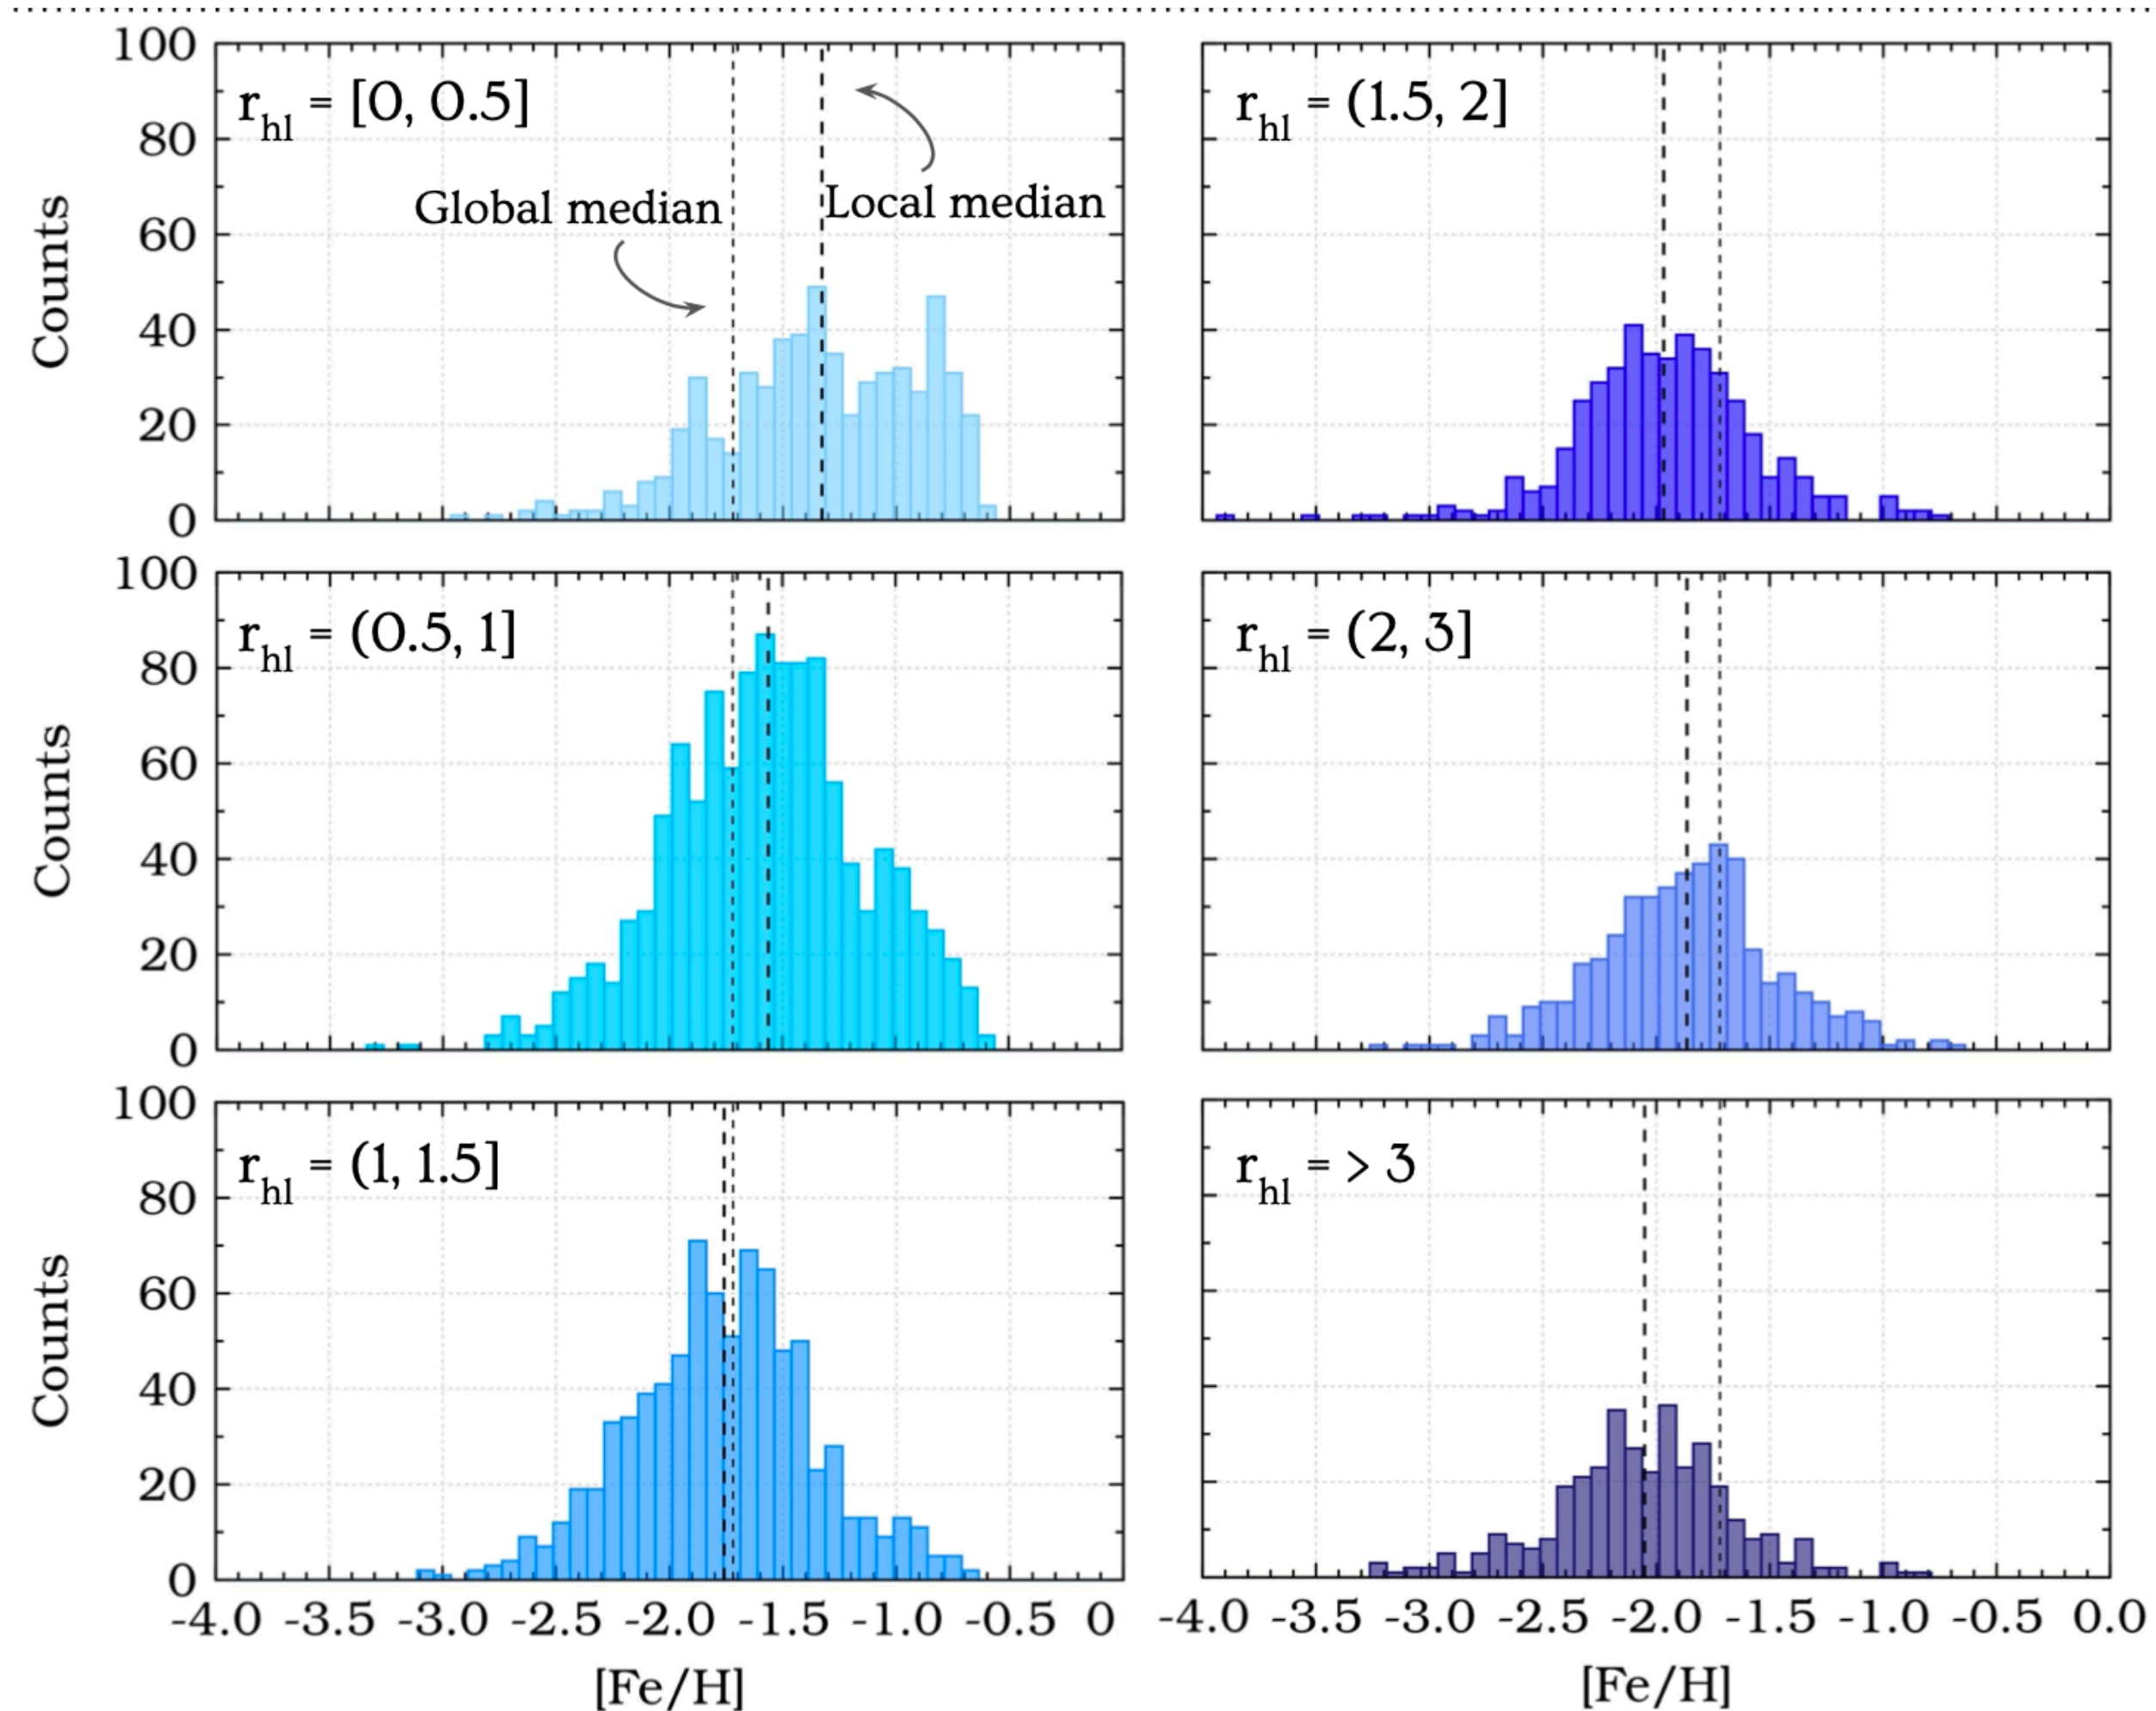 100
80
60
40
20
0
Counts
r_hl = [0, 0.5]
Global median
Local median
r_hl = (1.5, 2]
100
80
60
40
20
0
Counts
r_hl = (0.5, 1]
r_hl = (2, 3]
100
80
60
40
20
0
Counts
r_hl = (1, 1.5]
r_hl = > 3
-4.0 -3.5 -3.0 -2.5 -2.0 -1.5 -1.0 -0.5 0
[Fe/H]
-4.0 -3.5 -3.0 -2.5 -2.0 -1.5 -1.0 -0.5 0.0
[Fe/H]